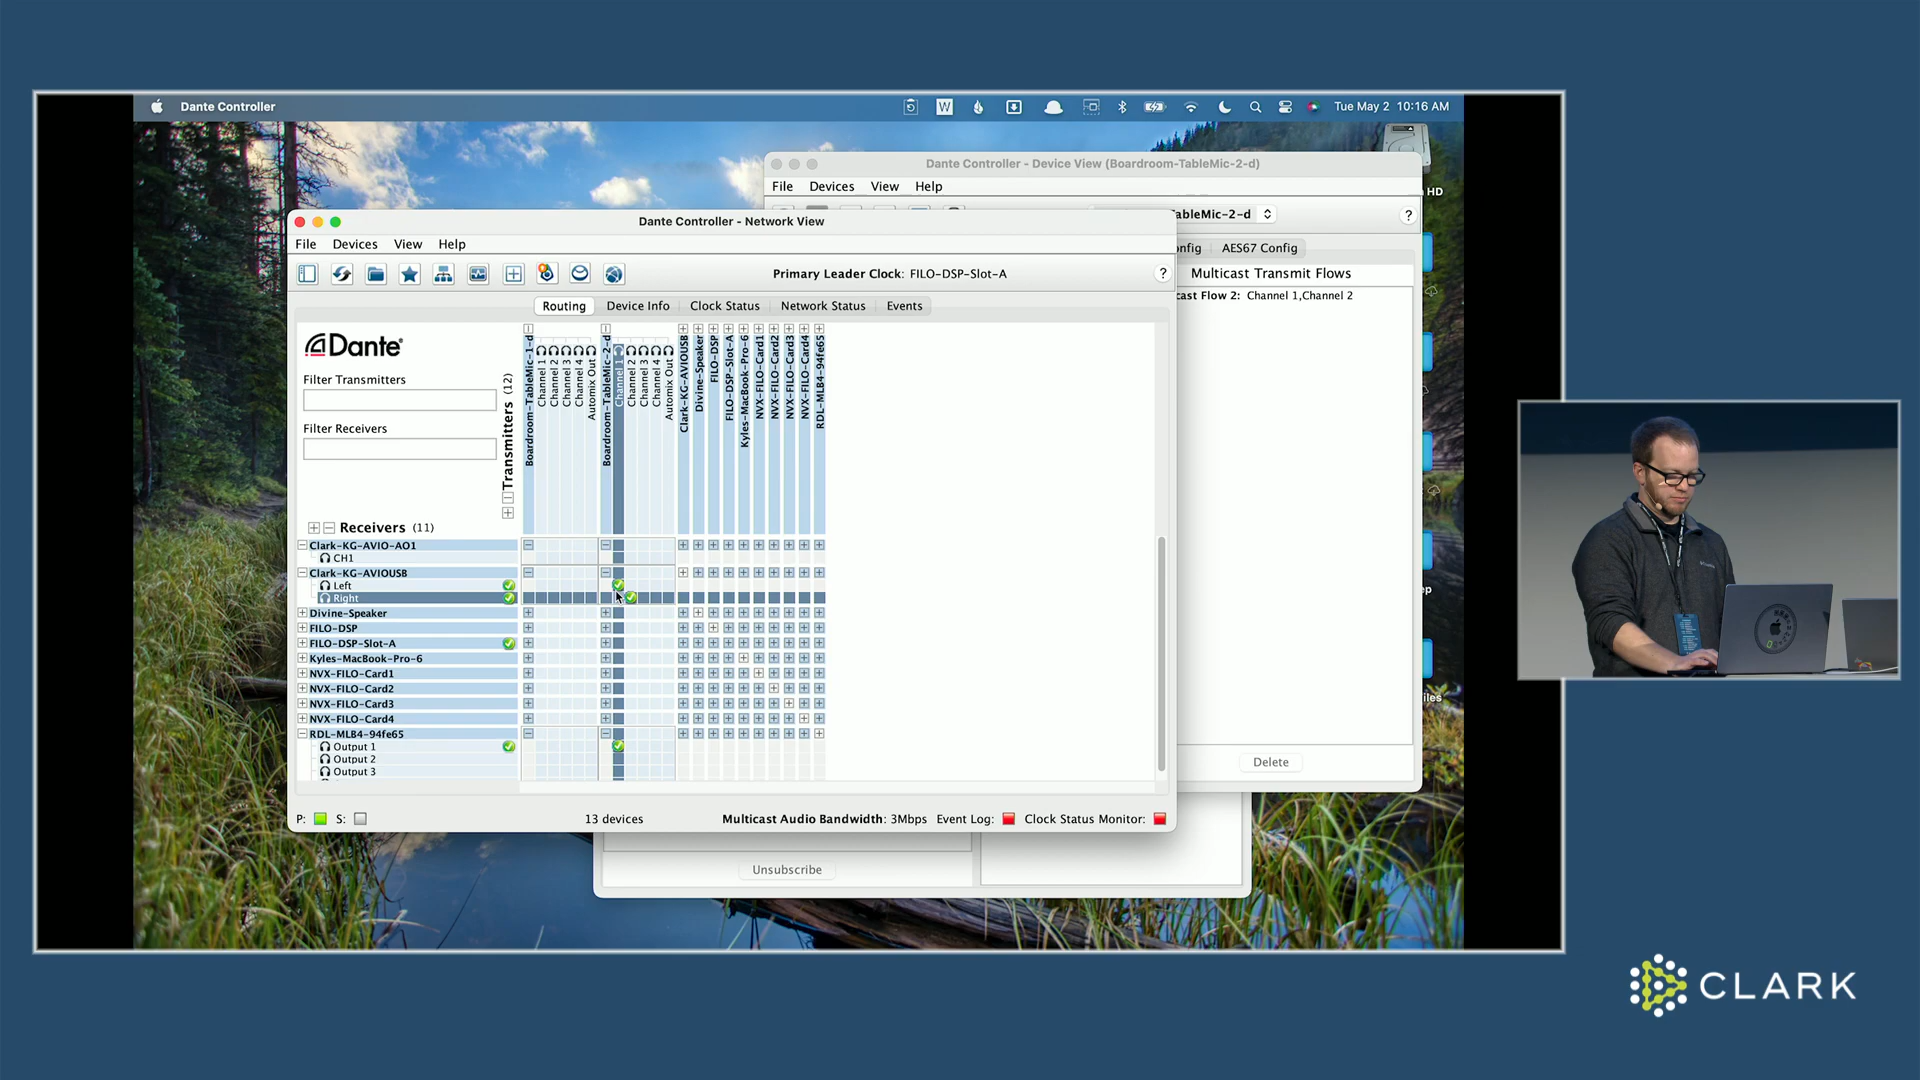 Dante Controller
W
Tue May 2 10:16 AM
HD
Dante Controller - Device View (Boardroom-TableMic-2-d)
File Devices View Help
ableMic-2-d
?
nfig
AES67 Config
Multicast Transmit Flows
cast Flow 2: Channel 1,Channel 2
Delete
Dante Controller - Network View
File Devices View Help
Primary Leader Clock: FILO-DSP-Slot-A
?
Routing Device Info Clock Status Network Status Events
Dante
Filter Transmitters
Filter Receivers
Transmitters (12)
Boardroom-TableMic-1-d
Channel 1
Channel 2
Channel 3
Channel 4
Automix Out
Boardroom-TableMic-2-d
Channel 1
Channel 2
Channel 3
Channel 4
Automix Out
Clark-KG-AVIOUSB
Divine-Speaker
FILO-DSP
FILO-DSP-Slot-A
Kyles-MacBook-Pro-6
NVX-FILO-Card1
NVX-FILO-Card2
NVX-FILO-Card3
NVX-FILO-Card4
RDL-MLB4-94fe65
Receivers (11)
Clark-KG-AVIO-AO1
CH1
Clark-KG-AVIOUSB
Left
Right
Divine-Speaker
FILO-DSP
FILO-DSP-Slot-A
Kyles-MacBook-Pro-6
NVX-FILO-Card1
NVX-FILO-Card2
NVX-FILO-Card3
NVX-FILO-Card4
RDL-MLB4-94fe65
Output 1
Output 2
Output 3
P: S:
13 devices
Multicast Audio Bandwidth: 3Mbps
Event Log:
Clock Status Monitor:
Unsubscribe
CLARK